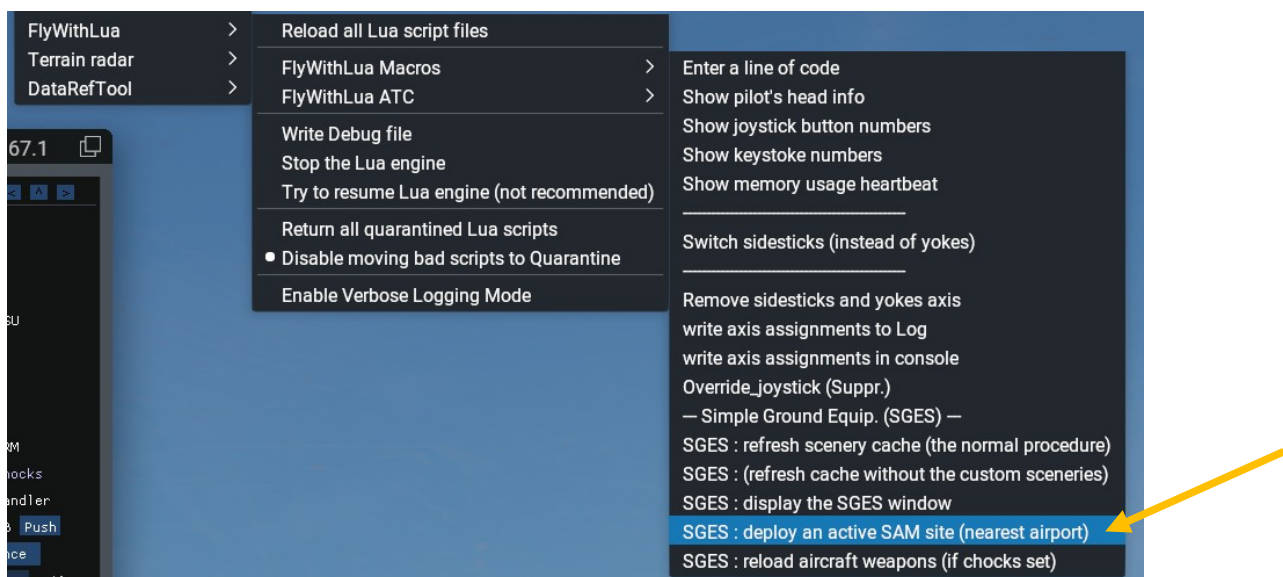 FlyWithLua
Terrain radar
DataRefTool
Reload all Lua script files
FlyWithLua Macros
FlyWithLua ATC
Write Debug file
Stop the Lua engine
Try to resume Lua engine (not recommended)
Return all quarantined Lua scripts
Disable moving bad scripts to Quarantine
Enable Verbose Logging Mode
Enter a line of code
Show pilot's head info
Show joystick button numbers
Show keystoke numbers
Show memory usage heartbeat
Switch sidesticks (instead of yokes)
Remove sidesticks and yokes axis
write axis assignments to Log
write axis assignments in console
Override_joystick (Suppr.)
— Simple Ground Equip. (SGES) —
SGES : refresh scenery cache (the normal procedure)
SGES : (refresh cache without the custom sceneries)
SGES : display the SGES window
SGES : deploy an active SAM site (nearest airport)
SGES : reload aircraft weapons (if chocks set)
67.1
< ^ >
SU
RM
hocks
andler
Push
nce